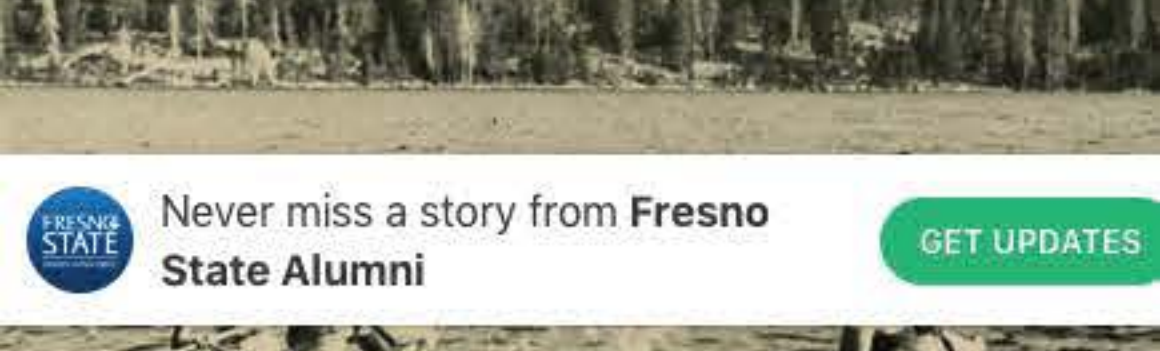 FRESNO
STATE
Never miss a story from Fresno
State Alumni
GET UPDATES